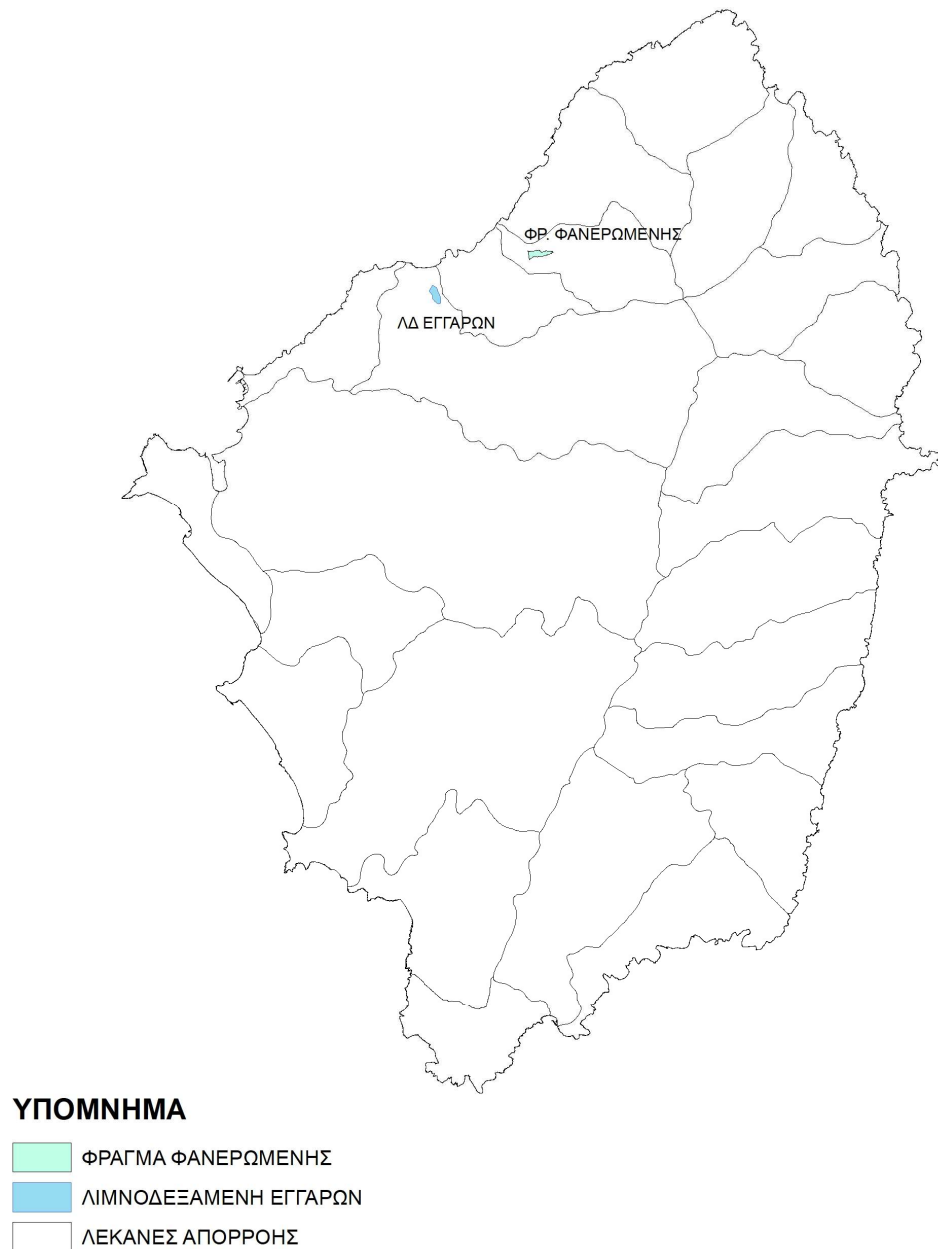 ΦΡ. ΦΑΝΕΡΩΜΕΝΗΣ
ΛΔ ΕΓΓΑΡΩΝ
ΥΠΟΜΝΗΜΑ
ΦΡΑΓΜΑ ΦΑΝΕΡΩΜΕΝΗΣ
ΛΙΜΝΟΔΕΞΑΜΕΝΗ ΕΓΓΑΡΩΝ
ΛΕΚΑΝΕΣ ΑΠΟΡΡΟΗΣ